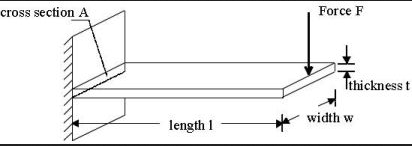 cross section A
Force F
thickness t
width w
length l